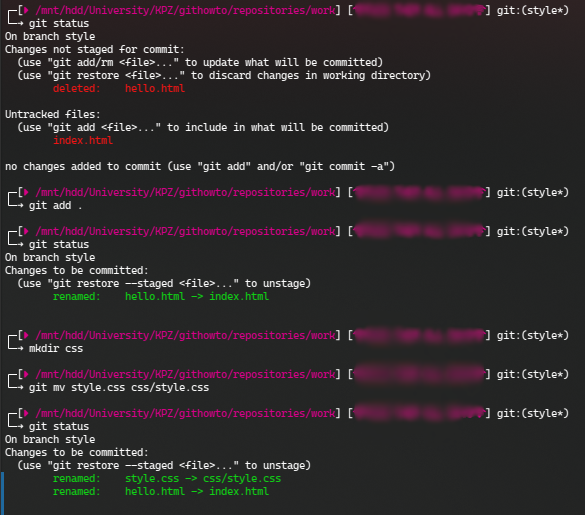 ┌─[ /mnt/hdd/University/KPZ/githowto/repositories/work] [] git:(style*)
└─→ git status
On branch style
Changes not staged for commit:
  (use "git add/rm <file>..." to update what will be committed)
  (use "git restore <file>..." to discard changes in working directory)
        deleted:    hello.html

Untracked files:
  (use "git add <file>..." to include in what will be committed)
        index.html

no changes added to commit (use "git add" and/or "git commit -a")
┌─[ /mnt/hdd/University/KPZ/githowto/repositories/work] [] git:(style*)
└─→ git add .
┌─[ /mnt/hdd/University/KPZ/githowto/repositories/work] [] git:(style*)
└─→ git status
On branch style
Changes to be committed:
  (use "git restore --staged <file>..." to unstage)
        renamed:    hello.html -> index.html

┌─[ /mnt/hdd/University/KPZ/githowto/repositories/work] [] git:(style*)
└─→ mkdir css
┌─[ /mnt/hdd/University/KPZ/githowto/repositories/work] [] git:(style*)
└─→ git mv style.css css/style.css
┌─[ /mnt/hdd/University/KPZ/githowto/repositories/work] [] git:(style*)
└─→ git status
On branch style
Changes to be committed:
  (use "git restore --staged <file>..." to unstage)
        renamed:    style.css -> css/style.css
        renamed:    hello.html -> index.html